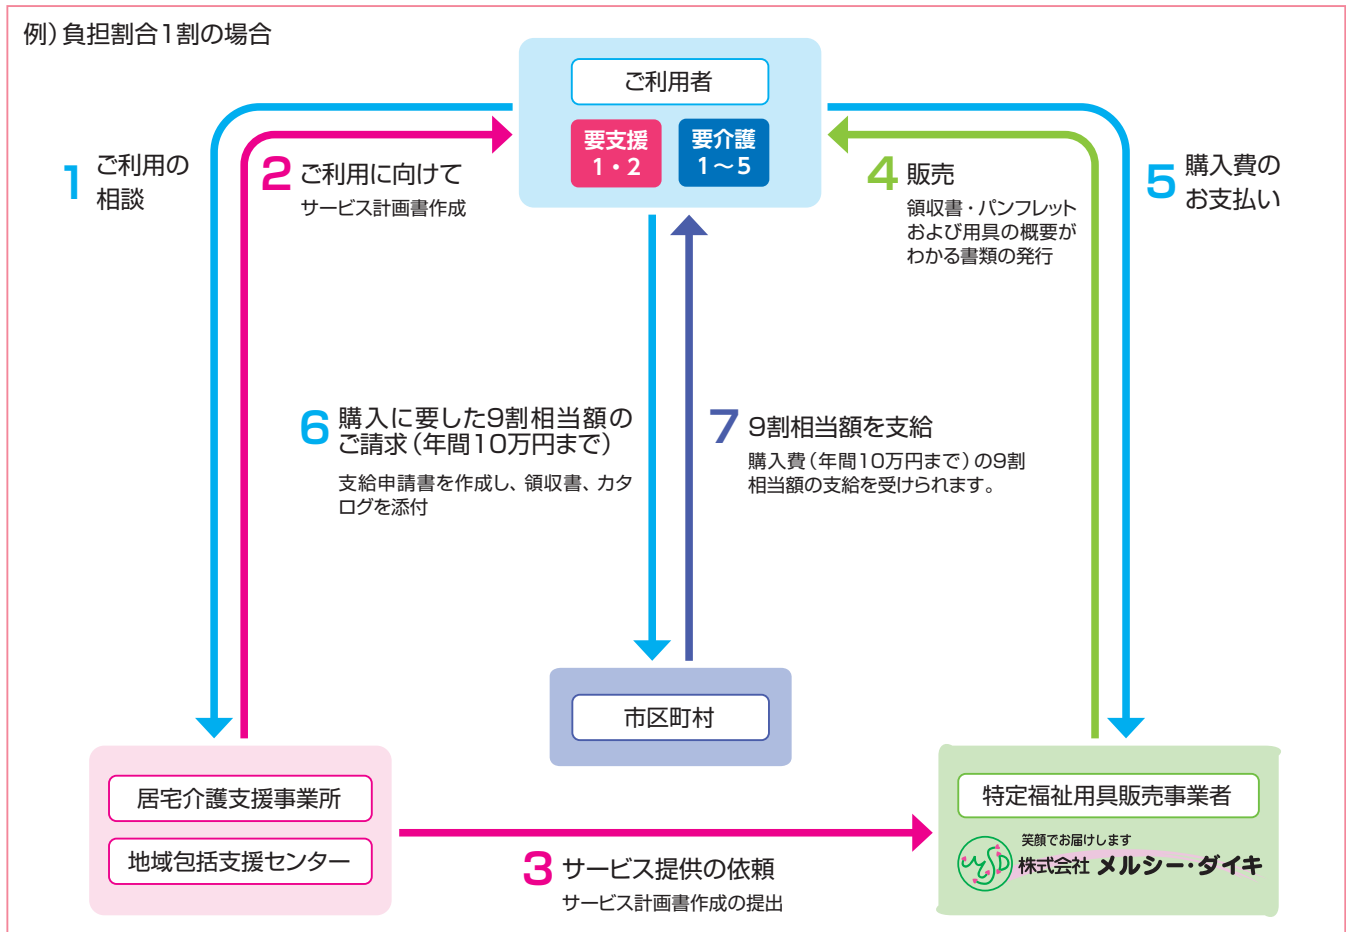 例）負担割合1割の場合
ご利用者
要支援
1・2
要介護
1～5
1 ご利用の
相談
2 ご利用に向けて
サービス計画書作成
4 販売
領収書・パンフレット
および用具の概要が
わかる書類の発行
5 購入費の
お支払い
6 購入に要した9割相当額の
ご請求（年間10万円まで）
支給申請書を作成し、領収書、カタ
ログを添付
7 9割相当額を支給
購入費（年間10万円まで）の9割
相当額の支給を受けられます。
市区町村
居宅介護支援事業所
地域包括支援センター
3 サービス提供の依頼
サービス計画書作成の提出
特定福祉用具販売事業者
笑顔でお届けします
株式会社 メルシー・ダイキ